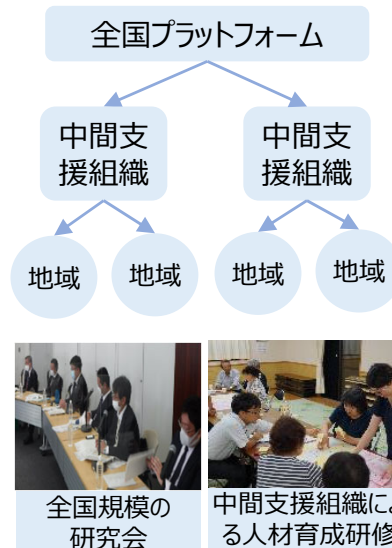 全国プラットフォーム
中間支
援組織
中間支
援組織
地域
地域
地域
地域
全国規模の
研究会
中間支援組織によ
る人材育成研修